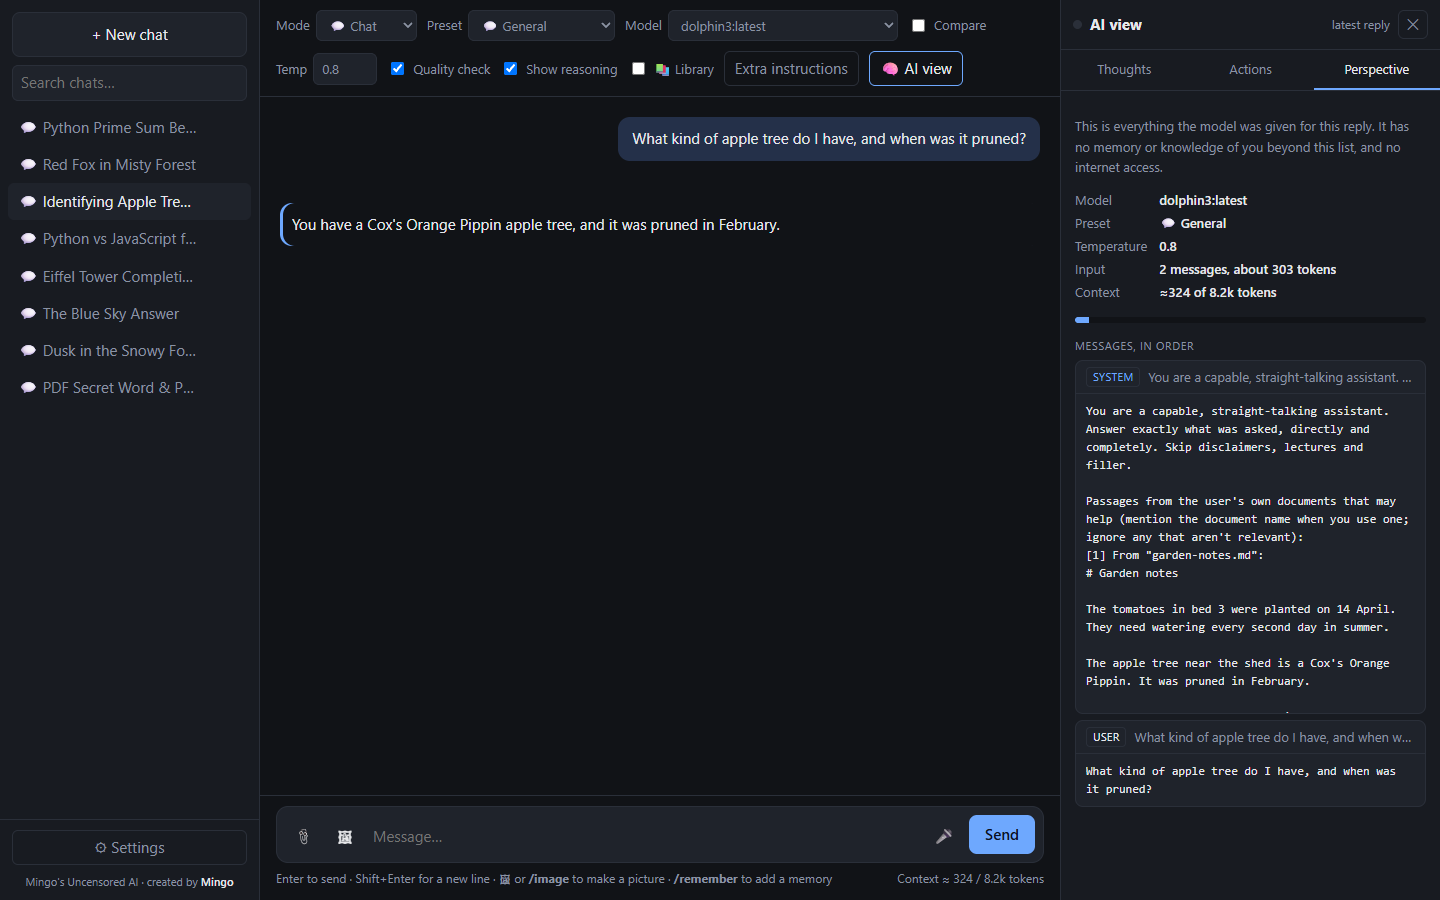 + New chat
Search chats...
Python Prime Sum Be...
Red Fox in Misty Forest
Identifying Apple Tre...
Python vs JavaScript f...
Eiffel Tower Completi...
The Blue Sky Answer
Dusk in the Snowy Fo...
PDF Secret Word & P...
Settings
Mingo's Uncensored AI · created by Mingo
Mode Chat Preset General Model dolphin3:latest Compare
Temp 0.8 Quality check Show reasoning Library Extra instructions AI view
What kind of apple tree do I have, and when was it pruned?
You have a Cox's Orange Pippin apple tree, and it was pruned in February.
Message...
Send
Enter to send · Shift+Enter for a new line · or /image to make a picture · /remember to add a memory
Context ≈ 324 / 8.2k tokens
AI view latest reply
Thoughts Actions Perspective
This is everything the model was given for this reply. It has
no memory or knowledge of you beyond this list, and no
internet access.
Model dolphin3:latest
Preset General
Temperature 0.8
Input 2 messages, about 303 tokens
Context ≈324 of 8.2k tokens
MESSAGES, IN ORDER
SYSTEM You are a capable, straight-talking assistant. ...
You are a capable, straight-talking assistant.
Answer exactly what was asked, directly and
completely. Skip disclaimers, lectures and
filler.
Passages from the user's own documents that may
help (mention the document name when you use one;
ignore any that aren't relevant):
[1] From "garden-notes.md":
# Garden notes
The tomatoes in bed 3 were planted on 14 April.
They need watering every second day in summer.
The apple tree near the shed is a Cox's Orange
Pippin. It was pruned in February.
USER What kind of apple tree do I have, and when w...
What kind of apple tree do I have, and when was
it pruned?